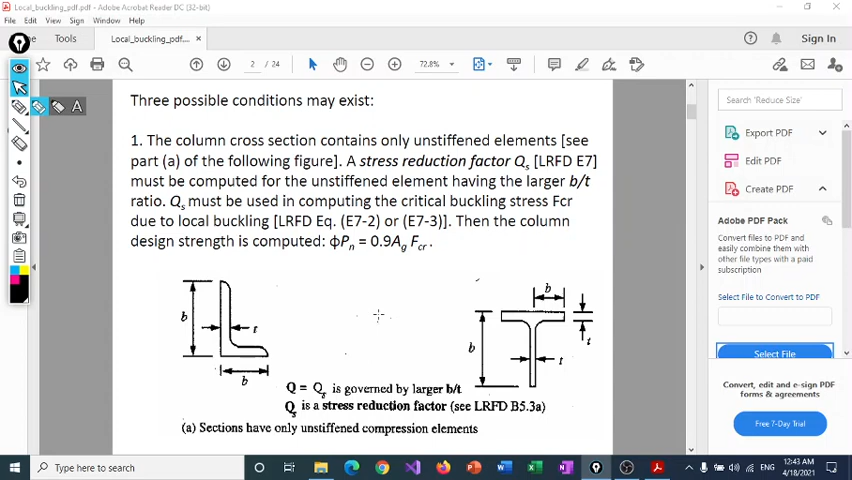 Local_buckling_pdf.pdf - Adobe Acrobat Reader DC (32-bit)
File Edit View Sign Window Help
Tools
Local_buckling_pdf....
Sign In
2 / 24
72.8%
A
Three possible conditions may exist:
1. The column cross section contains only unstiffened elements [see
part (a) of the following figure]. A stress reduction factor Qs [LRFD E7]
must be computed for the unstiffened element having the larger b/t
ratio. Qs must be used in computing the critical buckling stress Fcr
due to local buckling [LRFD Eq. (E7-2) or (E7-3)]. Then the column
design strength is computed: ϕPn = 0.9Ag Fcr.
b
t
b
b
b
t
t
Q = Qs is governed by larger b/t
Qs is a stress reduction factor (see LRFD B5.3a)
(a) Sections have only unstiffened compression elements
Search 'Reduce Size'
Export PDF
Edit PDF
Create PDF
Adobe PDF Pack
Convert files to PDF and
easily combine them with
other file types with a paid
subscription
Select File to Convert to PDF
Select File
Convert, edit and e-sign PDF
forms & agreements
Free 7-Day Trial
Type here to search
ENG
12:43 AM
4/18/2021